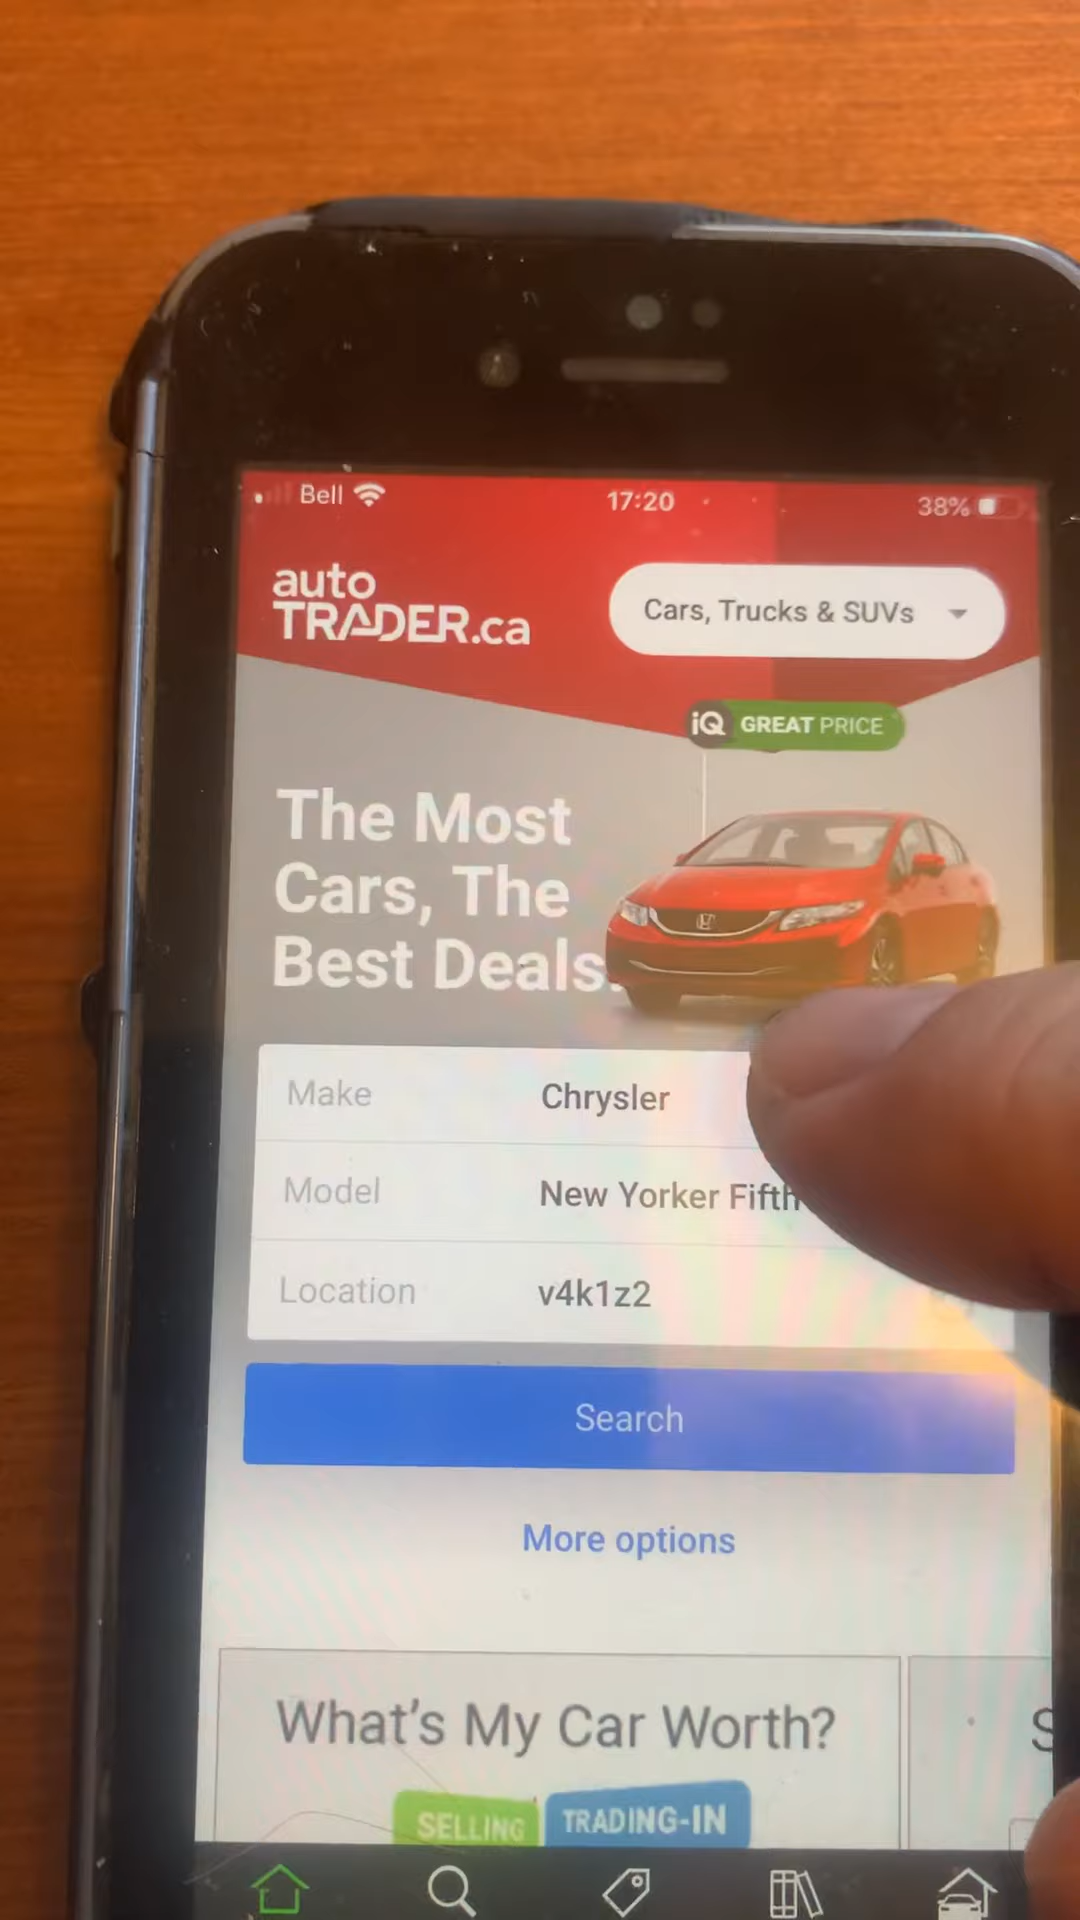 Bell
17:20
38%
auto
TRADER.ca
Cars, Trucks & SUVs
iQ GREAT PRICE
The Most
Cars, The
Best Deals.
Make Chrysler
Model New Yorker Fifth
Location v4k1z2
Search
More options
What's My Car Worth?
S
SELLING
TRADING-IN